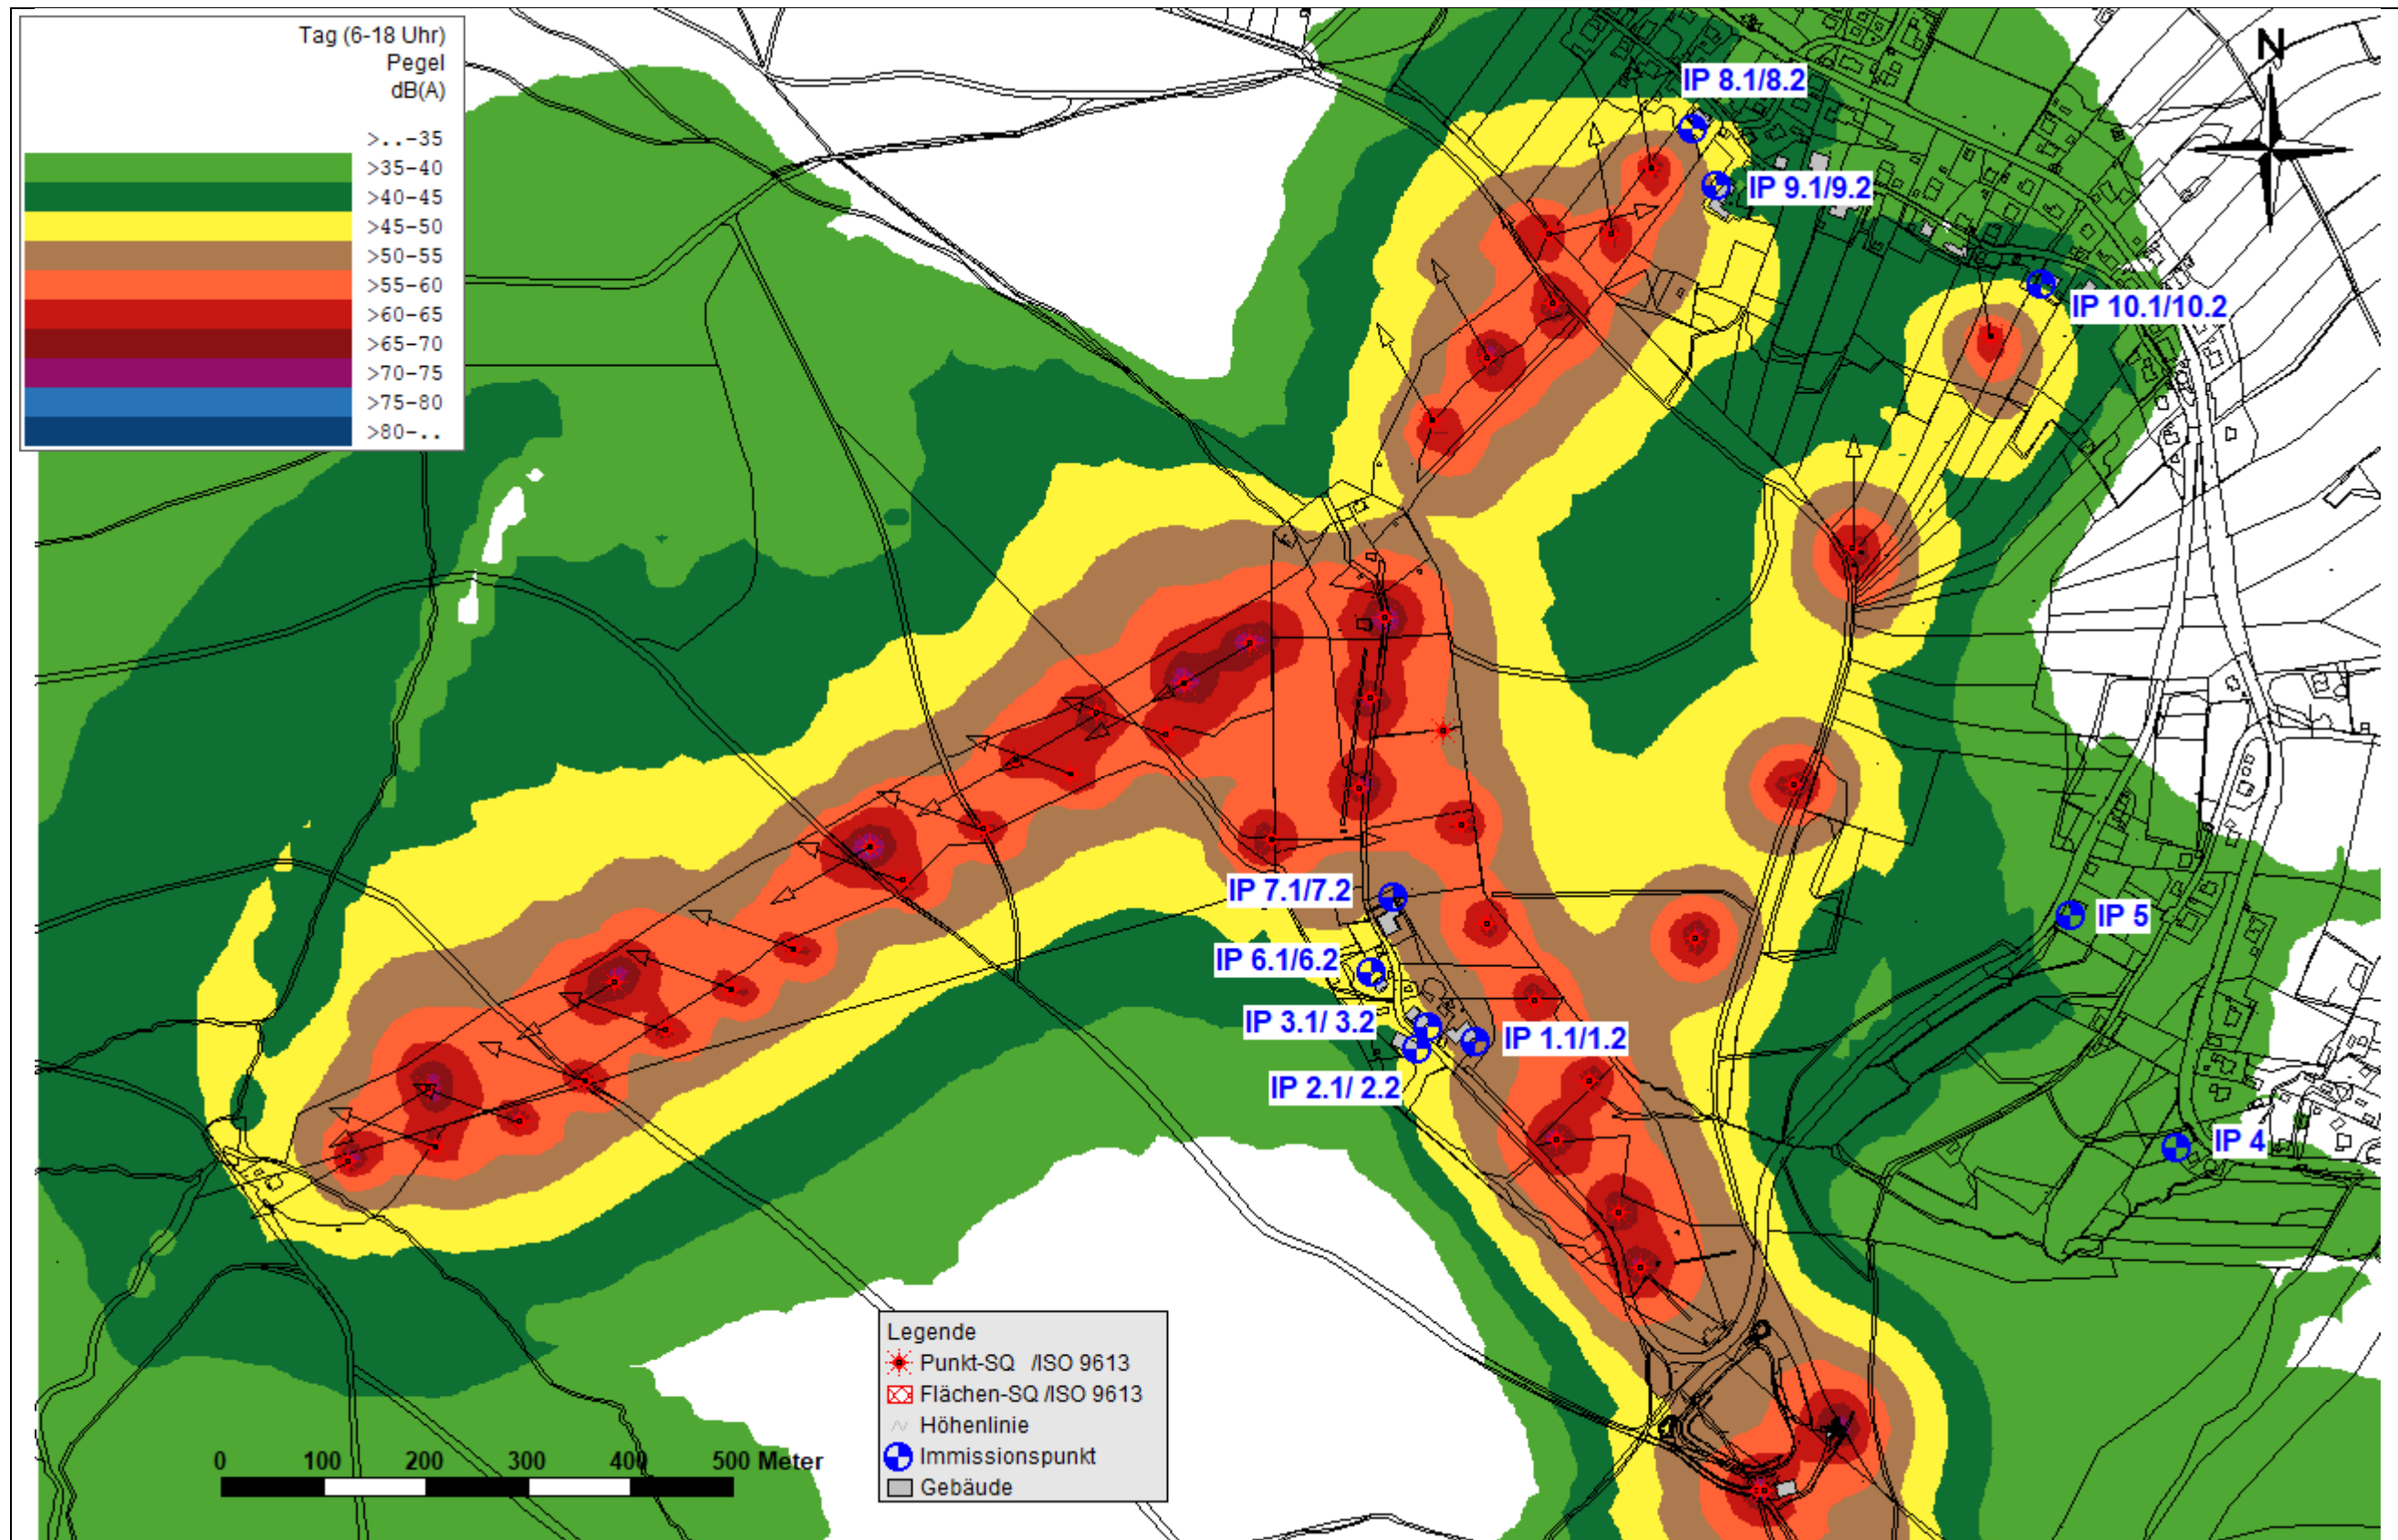 Tag (6-18 Uhr)
Pegel
dB(A)
>..-35
>35-40
>40-45
>45-50
>50-55
>55-60
>60-65
>65-70
>70-75
>75-80
>80-..
N
IP 8.1/8.2
IP 9.1/9.2
IP 10.1/10.2
IP 7.1/7.2
IP 5
IP 6.1/6.2
IP 3.1/ 3.2
IP 1.1/1.2
IP 2.1/ 2.2
IP 4
Legende
Punkt-SQ /ISO 9613
Flächen-SQ /ISO 9613
Höhenlinie
Immissionspunkt
Gebäude
0 100 200 300 400 500 Meter